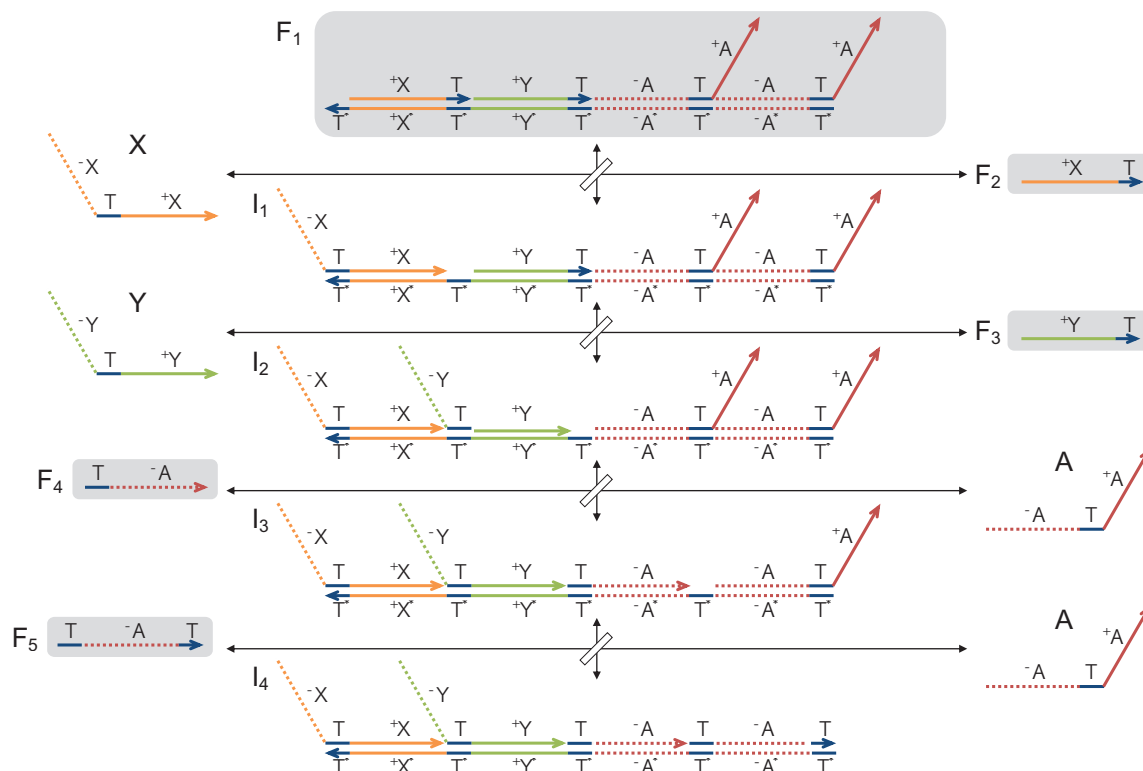 F1
+A +A
+X T +Y T -A T -A T
T* +X* T* +Y* T* -A* T* -A* T*
X
-X
T +X
F2
+X T
I1
-X +A +A
T +X +Y T -A T -A T
T* +X* T* +Y* T* -A* T* -A* T*
Y
-Y
T +Y
F3
+Y T
I2
-X -Y +A +A
T +X T +Y -A T -A T
T* +X* T* +Y* T* -A* T* -A* T*
F4
T -A
A
+A
-A T
I3
-X -Y +A
T +X T +Y T -A -A T
T* +X* T* +Y* T* -A* T* -A* T*
F5
T -A T
A
+A
-A T
I4
-X -Y
T +X T +Y T -A T -A T
T* +X* T* +Y* T* -A* T* -A* T*